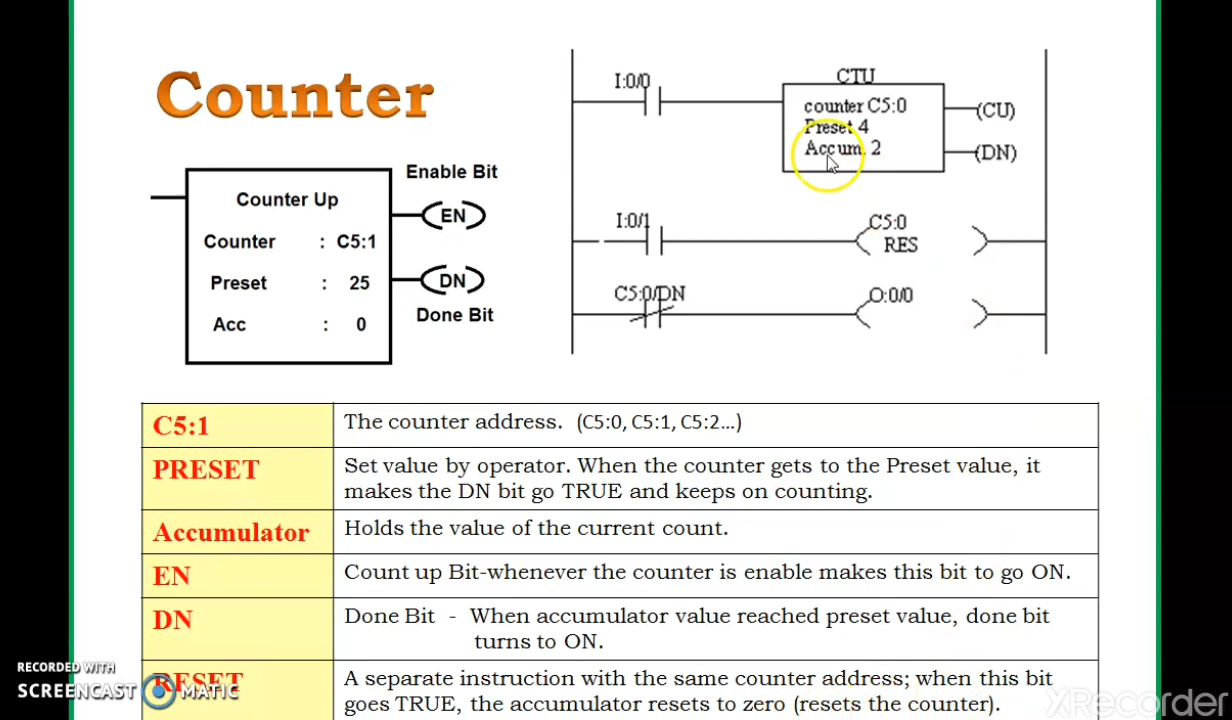 Counter
Enable Bit
Counter Up
EN
Counter : C5:1
Preset : 25
DN
Done Bit
Acc : 0
I:0/0
CTU
counter C5:0
Preset 4
Accum. 2
(CU)
(DN)
I:0/1
C5:0
RES
C5:0/DN
O:0/0
C5:1 The counter address. (C5:0, C5:1, C5:2...)
PRESET Set value by operator. When the counter gets to the Preset value, it
makes the DN bit go TRUE and keeps on counting.
Accumulator Holds the value of the current count.
EN Count up Bit-whenever the counter is enable makes this bit to go ON.
DN Done Bit - When accumulator value reached preset value, done bit
turns to ON.
RESET A separate instruction with the same counter address; when this bit
goes TRUE, the accumulator resets to zero (resets the counter).
RECORDED WITH
SCREENCAST MATIC
XRecorder